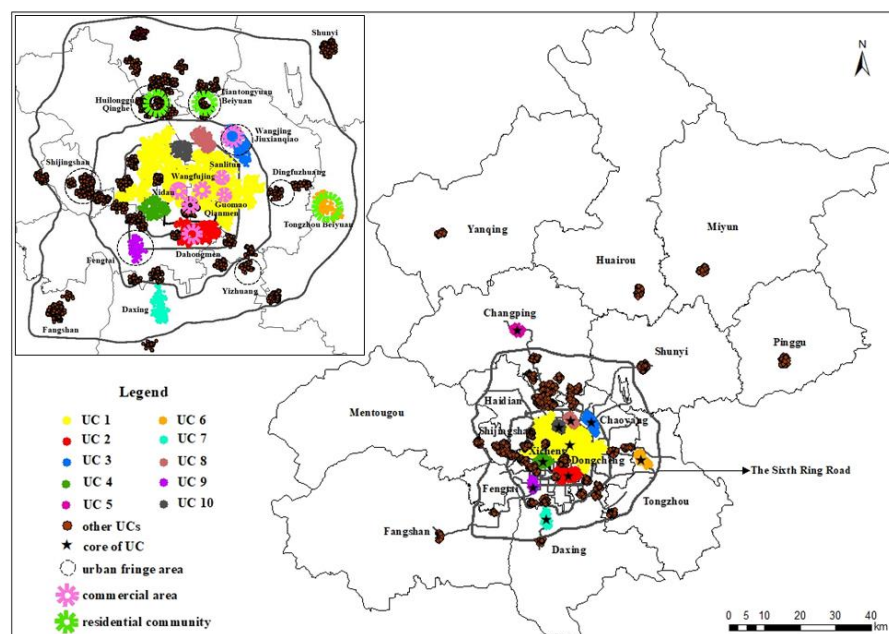 Shunyi
Tiantongyuan
Beiyuan
Huilongguan
Qinghe
Wangjing
Jiuxianqiao
Sanlitun
Shijingshan
Dingfuzhuang
Wangfujing
Xidan
Guomao
Qianmen
Tongzhou Beiyuan
Fengtai
Dahongmen
Yizhuang
Daxing
Fangshan
N
Yanqing
Miyun
Huairou
Changping
Shunyi
Pinggu
Mentougou
Haidian
Chaoyang
Shijingshan
Xicheng
Dongcheng
The Sixth Ring Road
Fengtai
Tongzhou
Fangshan
Daxing
Legend
UC 1
UC 6
UC 2
UC 7
UC 3
UC 8
UC 4
UC 9
UC 5
UC 10
other UCs
core of UC
urban fringe area
commercial area
residential community
0 5 10 20 30 40
km